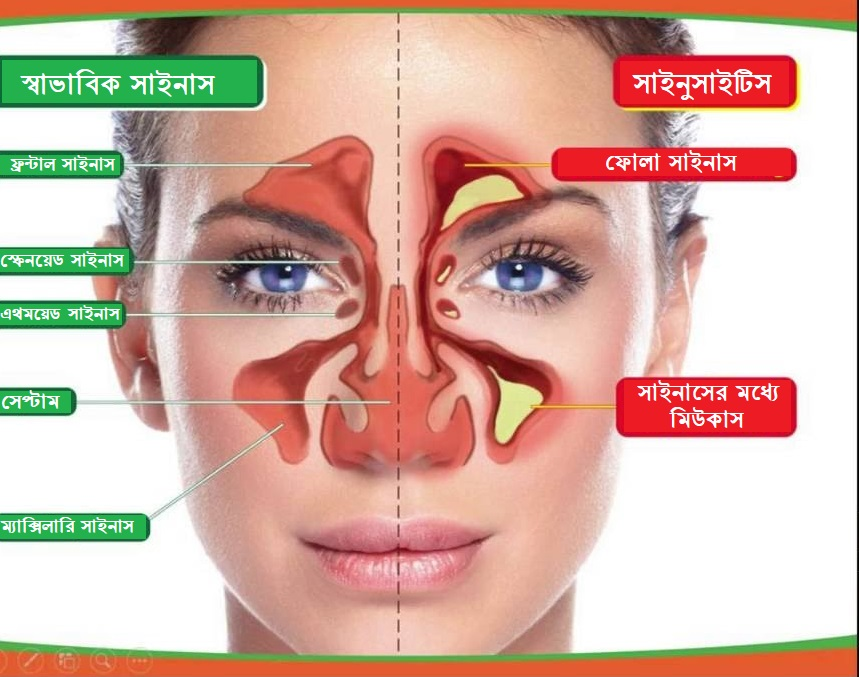 স্বাভাবিক সাইনাস
সাইনুসাইটিস
ফ্রন্টাল সাইনাস
ফোলা সাইনাস
স্ফেনয়েড সাইনাস
এথময়েড সাইনাস
সেপ্টাম
সাইনাসের মধ্যে
মিউকাস
ম্যাক্সিলারি সাইনাস